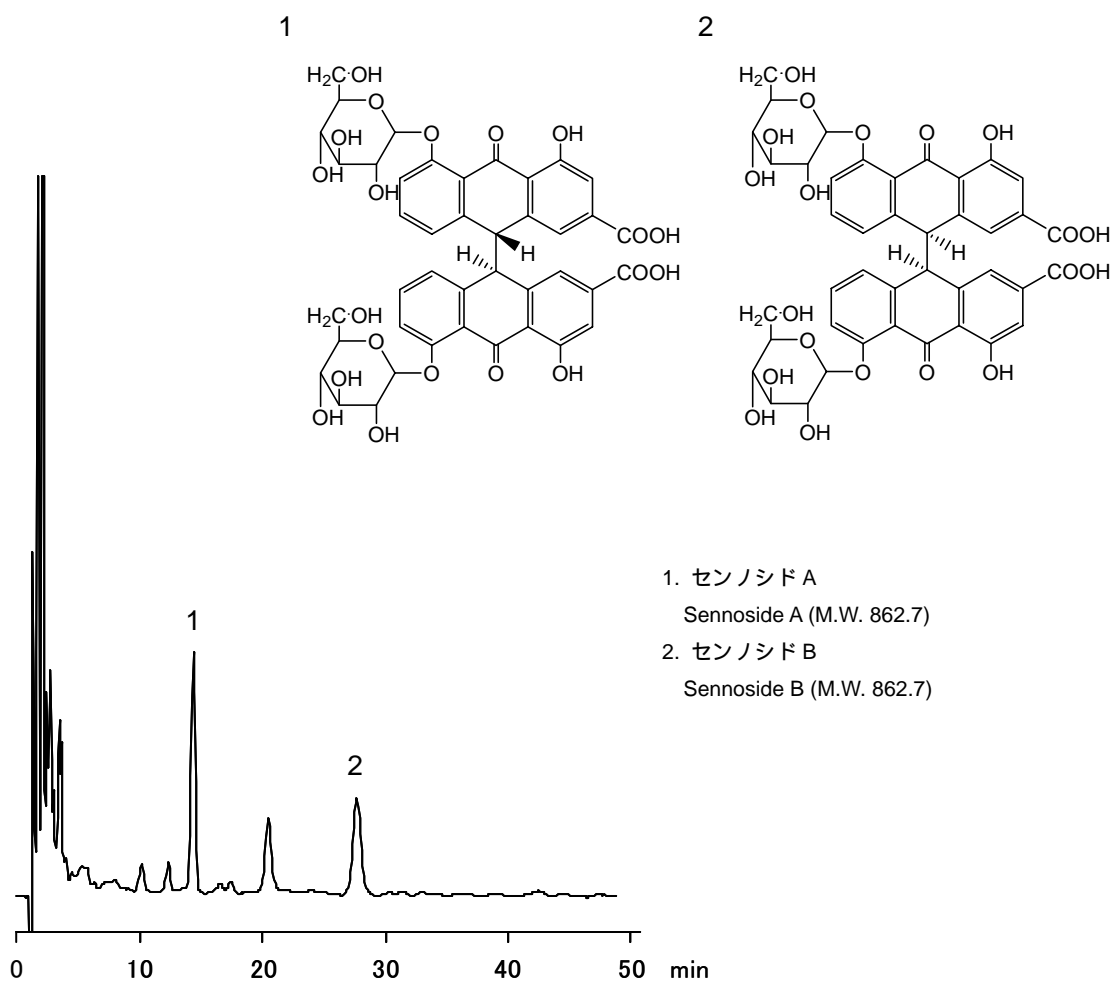 1
2
H2C·OH
O
OH
OH
OH
O
O
OH
COOH
H
H
COOH
H2C·OH
O
OH
OH
OH
O
O
OH
H2C·OH
O
OH
OH
OH
O
O
OH
COOH
H
H
COOH
H2C·OH
O
OH
OH
OH
O
O
OH
1. センノシド A
Sennoside A (M.W. 862.7)
2. センノシド B
Sennoside B (M.W. 862.7)
1
2
0 10 20 30 40 50 min